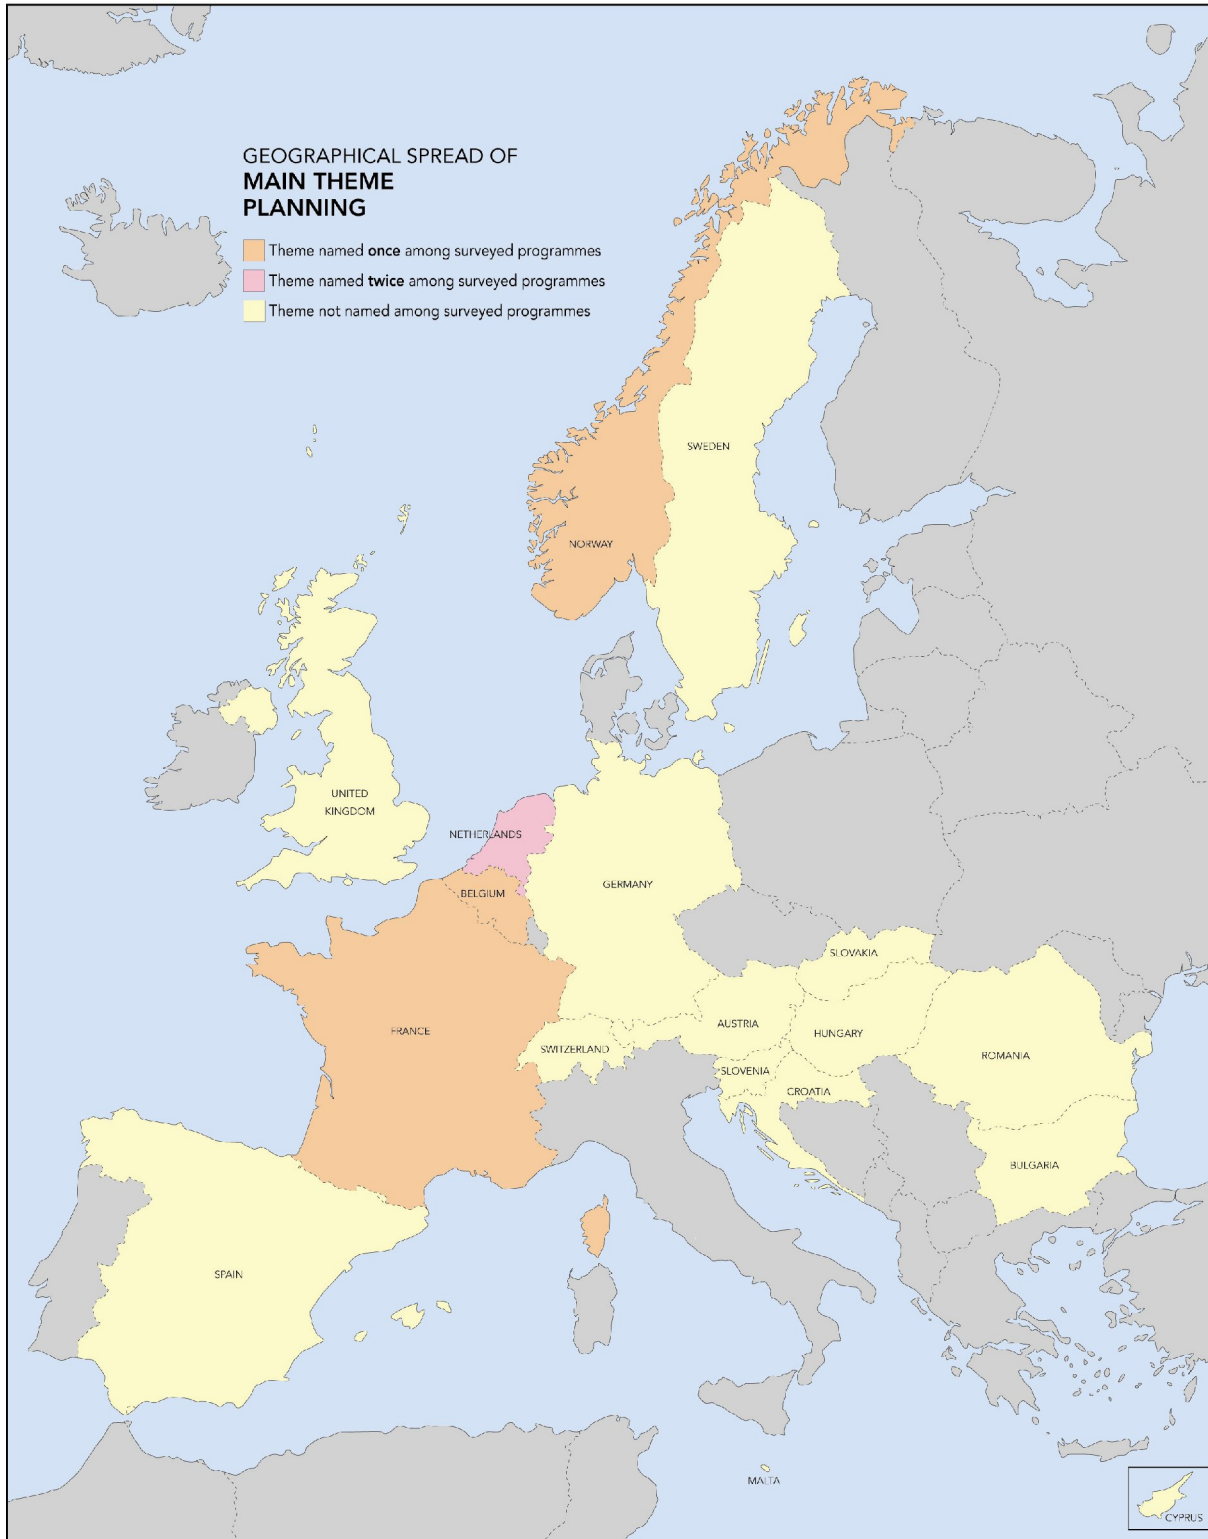 GEOGRAPHICAL SPREAD OF
MAIN THEME
PLANNING
Theme named once among surveyed programmes
Theme named twice among surveyed programmes
Theme not named among surveyed programmes
SWEDEN
NORWAY
UNITED
KINGDOM
NETHERLANDS
GERMANY
BELGIUM
SLOVAKIA
AUSTRIA
FRANCE
HUNGARY
SWITZERLAND
ROMANIA
SLOVENIA
CROATIA
BULGARIA
SPAIN
MALTA
CYPRUS